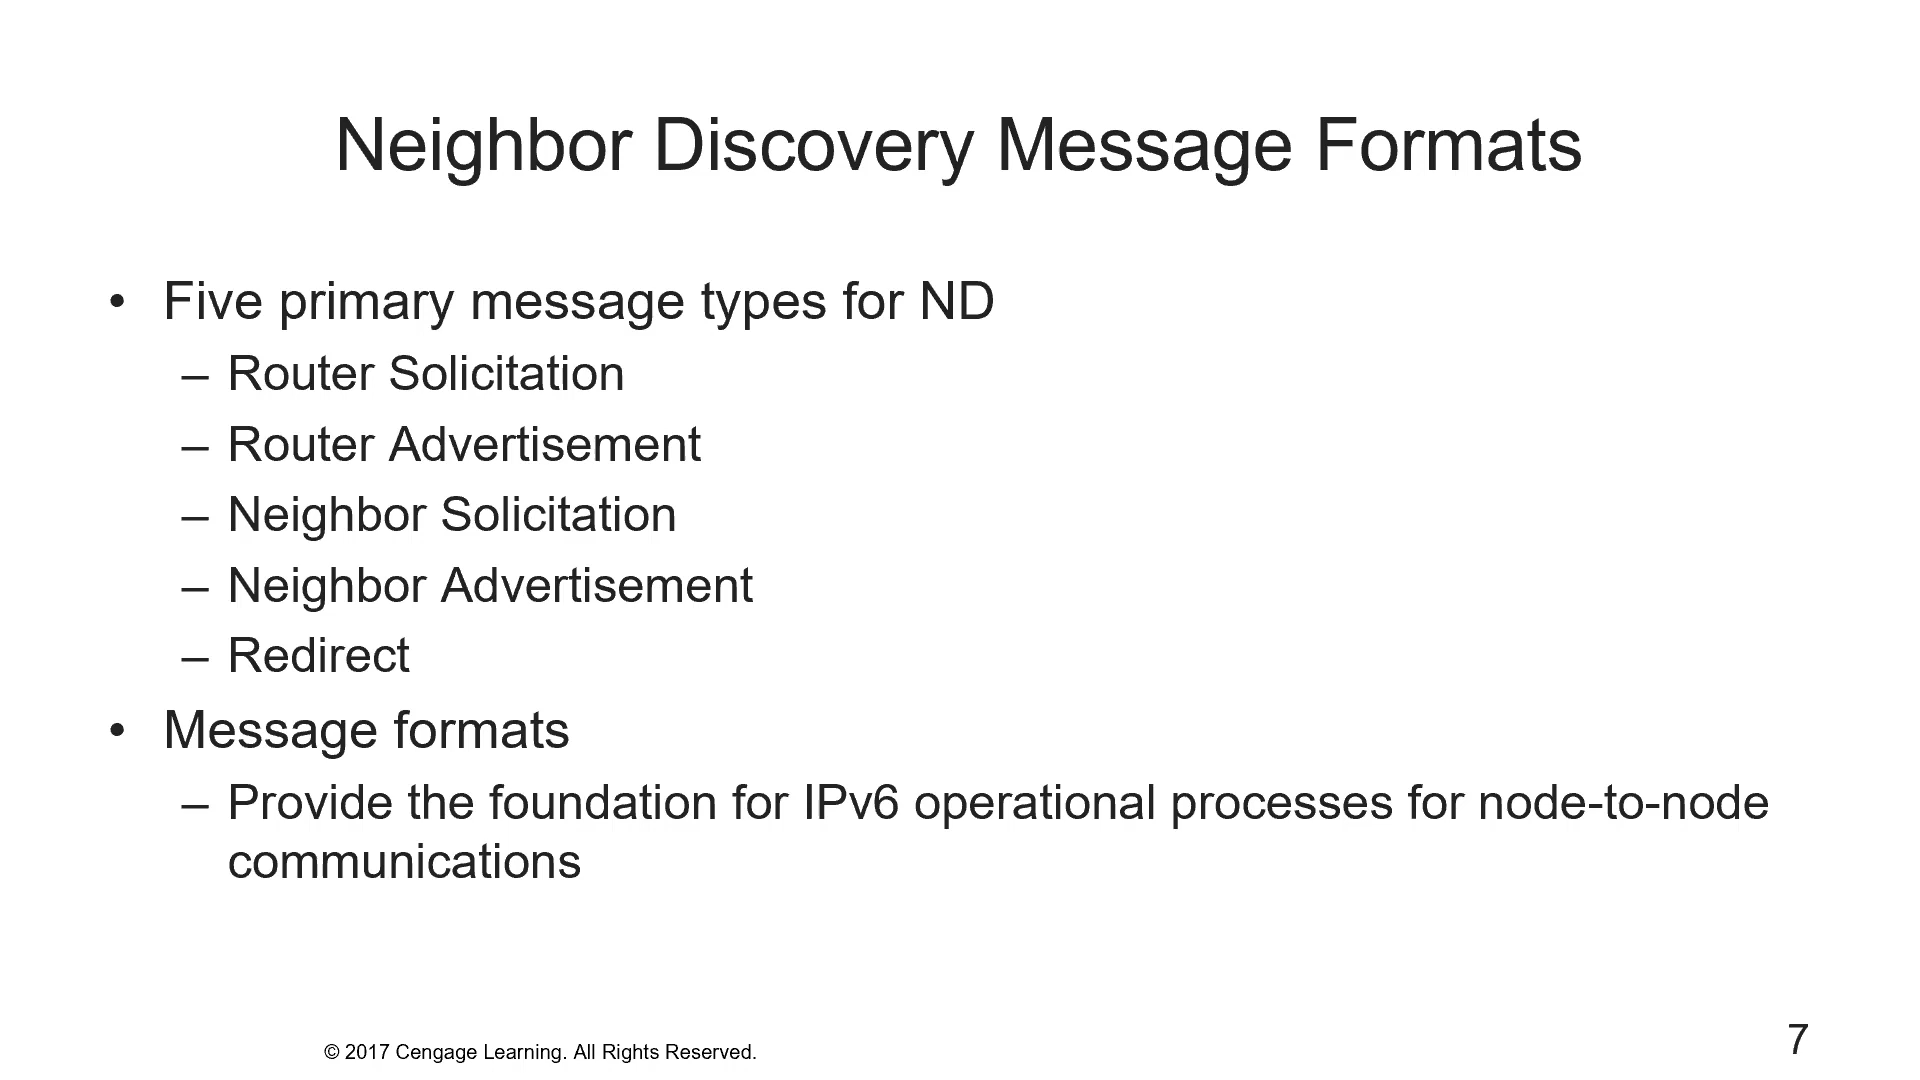 Neighbor Discovery Message Formats
• Five primary message types for ND
– Router Solicitation
– Router Advertisement
– Neighbor Solicitation
– Neighbor Advertisement
– Redirect
• Message formats
– Provide the foundation for IPv6 operational processes for node-to-node
communications
© 2017 Cengage Learning. All Rights Reserved.
7